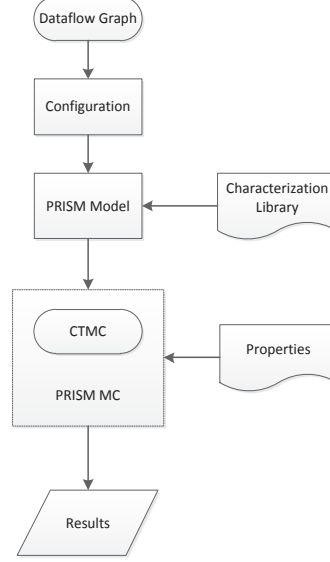 Dataflow Graph
Configuration
PRISM Model
Characterization
Library
CTMC
Properties
PRISM MC
Results